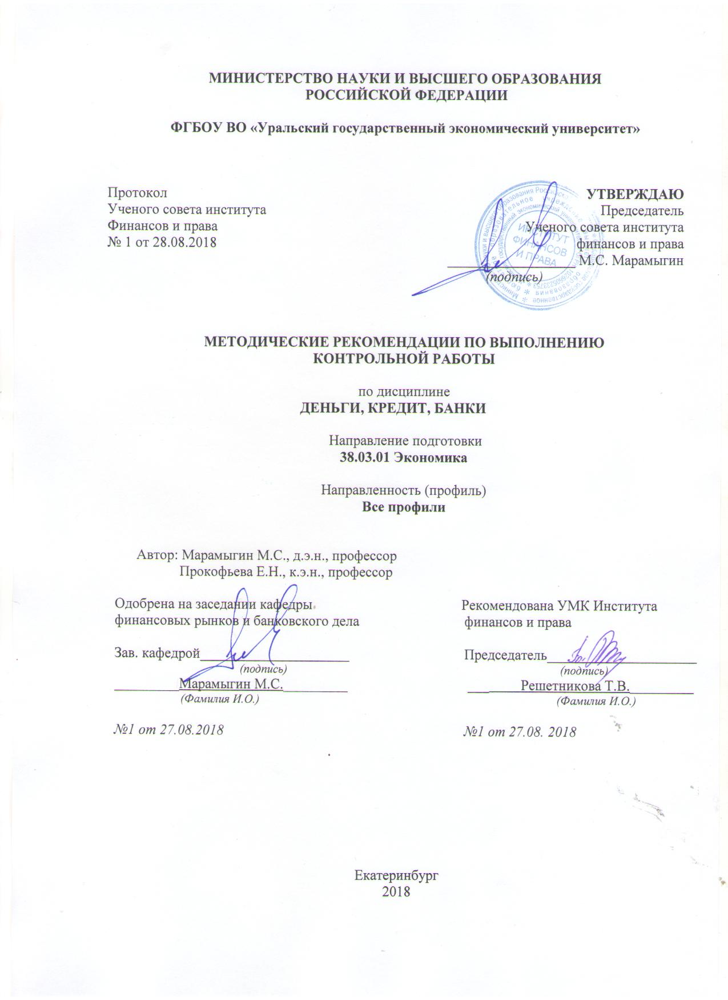 МИНИСТЕРСТВО НАУКИ И ВЫСШЕГО ОБРАЗОВАНИЯ
РОССИЙСКОЙ ФЕДЕРАЦИИ
ФГБОУ ВО «Уральский государственный экономический университет»
Протокол
Ученого совета института
Финансов и права
№ 1 от 28.08.2018
УТВЕРЖДАЮ
Председатель
Ученого совета института
финансов и права
М.С. Марамыгин
(подпись)
ИНСТИТУТ
ФИНАНСОВ
И ПРАВА
МЕТОДИЧЕСКИЕ РЕКОМЕНДАЦИИ ПО ВЫПОЛНЕНИЮ
КОНТРОЛЬНОЙ РАБОТЫ
по дисциплине
ДЕНЬГИ, КРЕДИТ, БАНКИ
Направление подготовки
38.03.01 Экономика
Направленность (профиль)
Все профили
Автор: Марамыгин М.С., д.э.н., профессор
Прокофьева Е.Н., к.э.н., профессор
Одобрена на заседании кафедры
финансовых рынков и банковского дела
Зав. кафедрой
(подпись)
Марамыгин М.С.
(Фамилия И.О.)
№1 от 27.08.2018
Рекомендована УМК Института
финансов и права
Председатель
(подпись)
Решетникова Т.В.
(Фамилия И.О.)
№1 от 27.08. 2018
Екатеринбург
2018